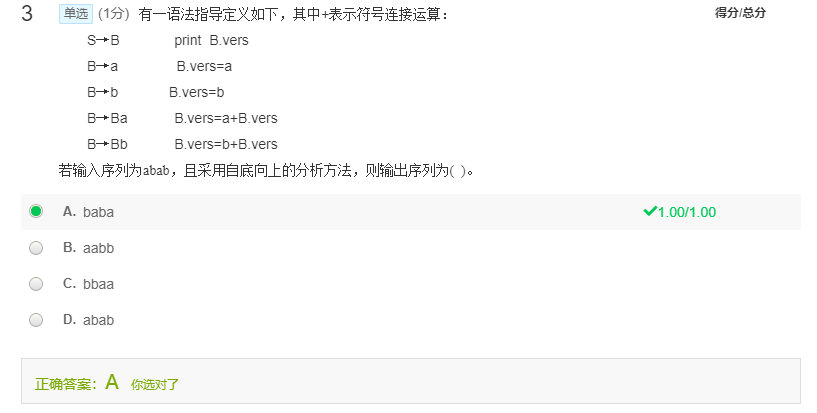 3 单选 (1分) 有一语法指导定义如下，其中+表示符号连接运算： 得分/总分
S→B print B.vers
B→a B.vers=a
B→b B.vers=b
B→Ba B.vers=a+B.vers
B→Bb B.vers=b+B.vers
若输入序列为abab，且采用自底向上的分析方法，则输出序列为( )。
A. baba ✔1.00/1.00
B. aabb
C. bbaa
D. abab
正确答案：A 你选对了